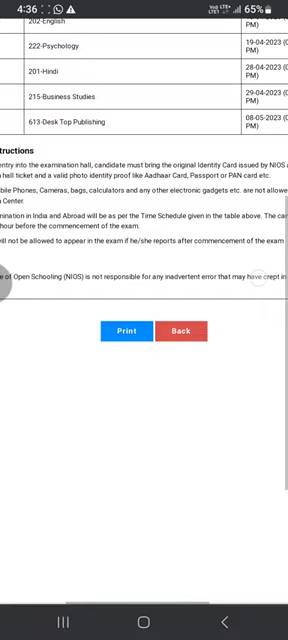 4:36
65%
202-English
222-Psychology
19-04-2023 (0
PM)
201-Hindi
28-04-2023 (0
PM)
215-Business Studies
29-04-2023 (0
PM)
613-Desk Top Publishing
08-05-2023 (0
PM)
structions
entry into the examination hall, candidate must bring the original Identity Card issued by NIOS a
n hall ticket and a valid photo identity proof like Aadhaar Card, Passport or PAN card etc.
bile Phones, Cameras, bags, calculators and any other electronic gadgets etc. are not allowe
n Center.
mination in India and Abroad will be as per the Time Schedule given in the table above. The can
hour before the commencement of the exam.
will not be allowed to appear in the exam if he/she reports after commencement of the exam
e of Open Schooling (NIOS) is not responsible for any inadvertent error that may have crept in
Print
Back